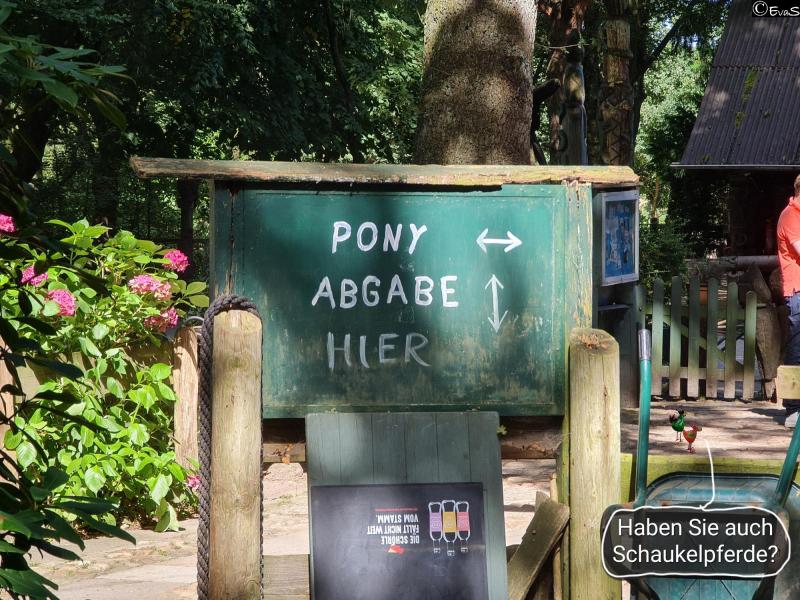 ©EvaS
PONY ↔
ABGABE ↕
HIER
DIE SCHORLE
FÄLLT NICHT WEIT
VOM STAMM.
Haben Sie auch
Schaukelpferde?